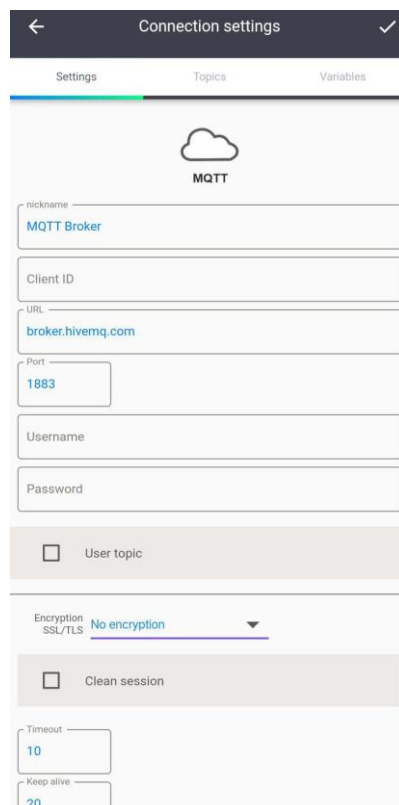 Connection settings
Settings Topics Variables
MQTT
nickname
MQTT Broker
Client ID
URL
broker.hivemq.com
Port
1883
Username
Password
User topic
Encryption
SSL/TLS No encryption
Clean session
Timeout
10
Keep alive
20